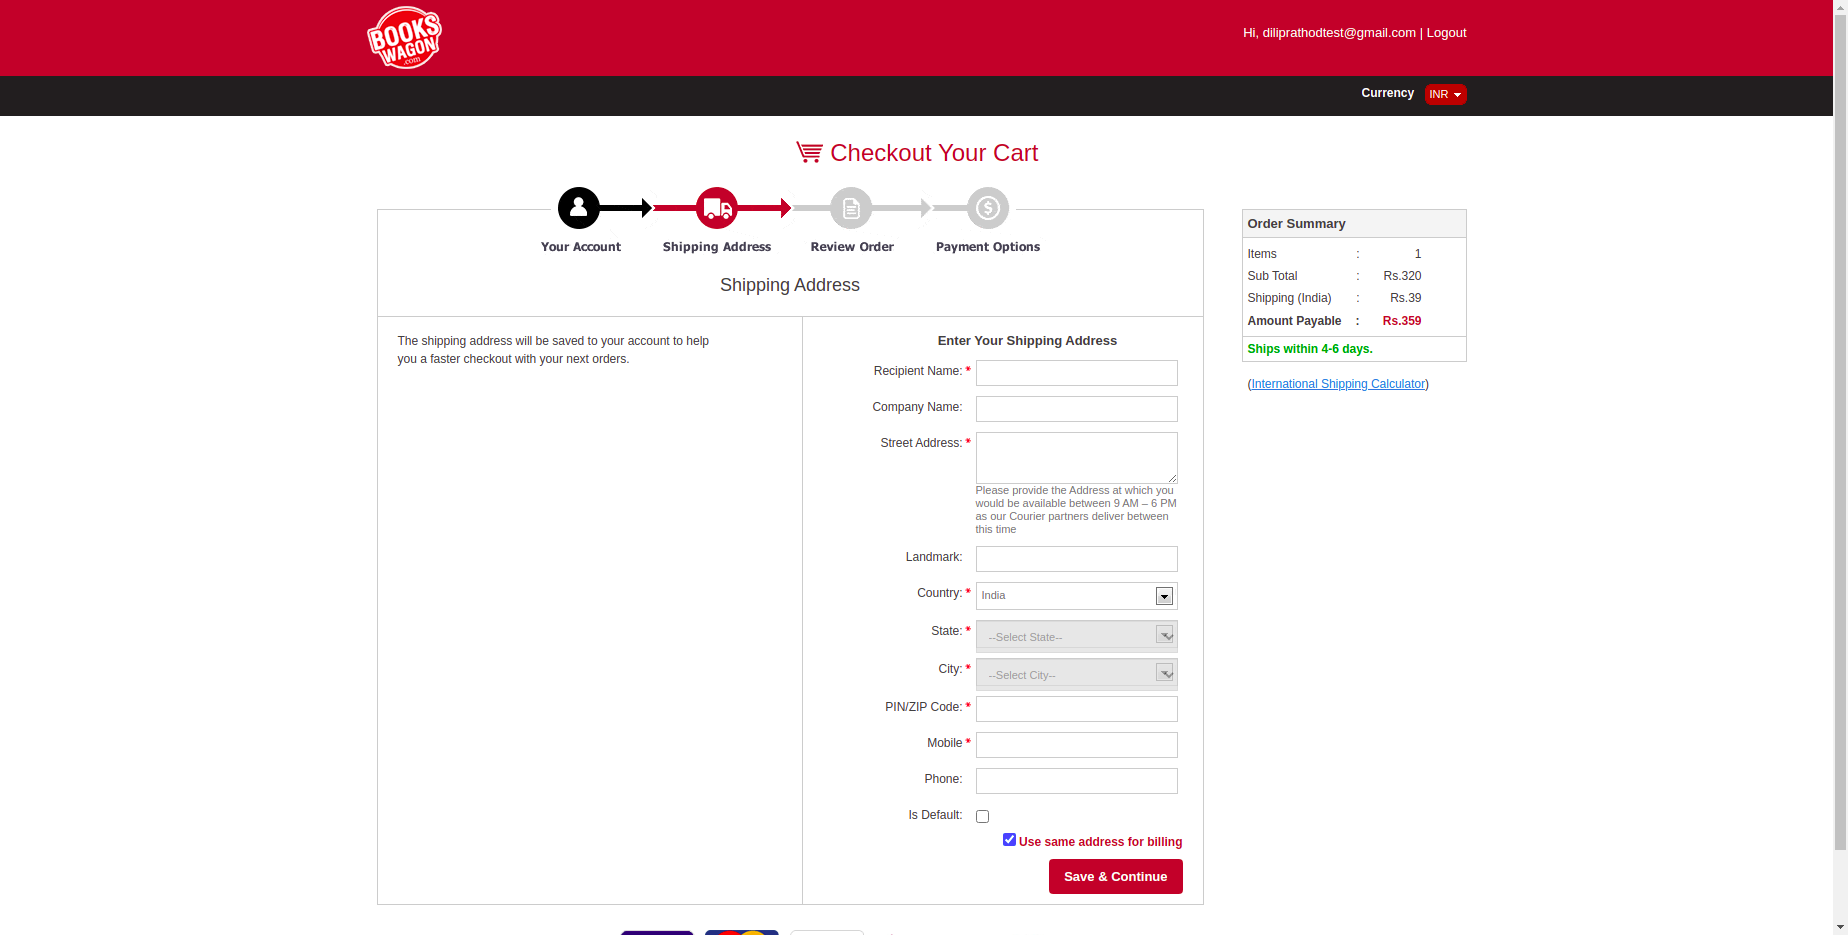 BOOKS
WAGON
.com
Hi, diliprathodtest@gmail.com | Logout
Currency INR
Checkout Your Cart
Your Account
Shipping Address
Review Order
Payment Options
Shipping Address
The shipping address will be saved to your account to help
you a faster checkout with your next orders.
Enter Your Shipping Address
Recipient Name: *
Company Name:
Street Address: *
Please provide the Address at which you
would be available between 9 AM – 6 PM
as our Courier partners deliver between
this time
Landmark:
Country: * India
State: * --Select State--
City: * --Select City--
PIN/ZIP Code: *
Mobile *
Phone:
Is Default:
Use same address for billing
Save & Continue
Order Summary
Items : 1
Sub Total : Rs.320
Shipping (India) : Rs.39
Amount Payable : Rs.359
Ships within 4-6 days.
(International Shipping Calculator)